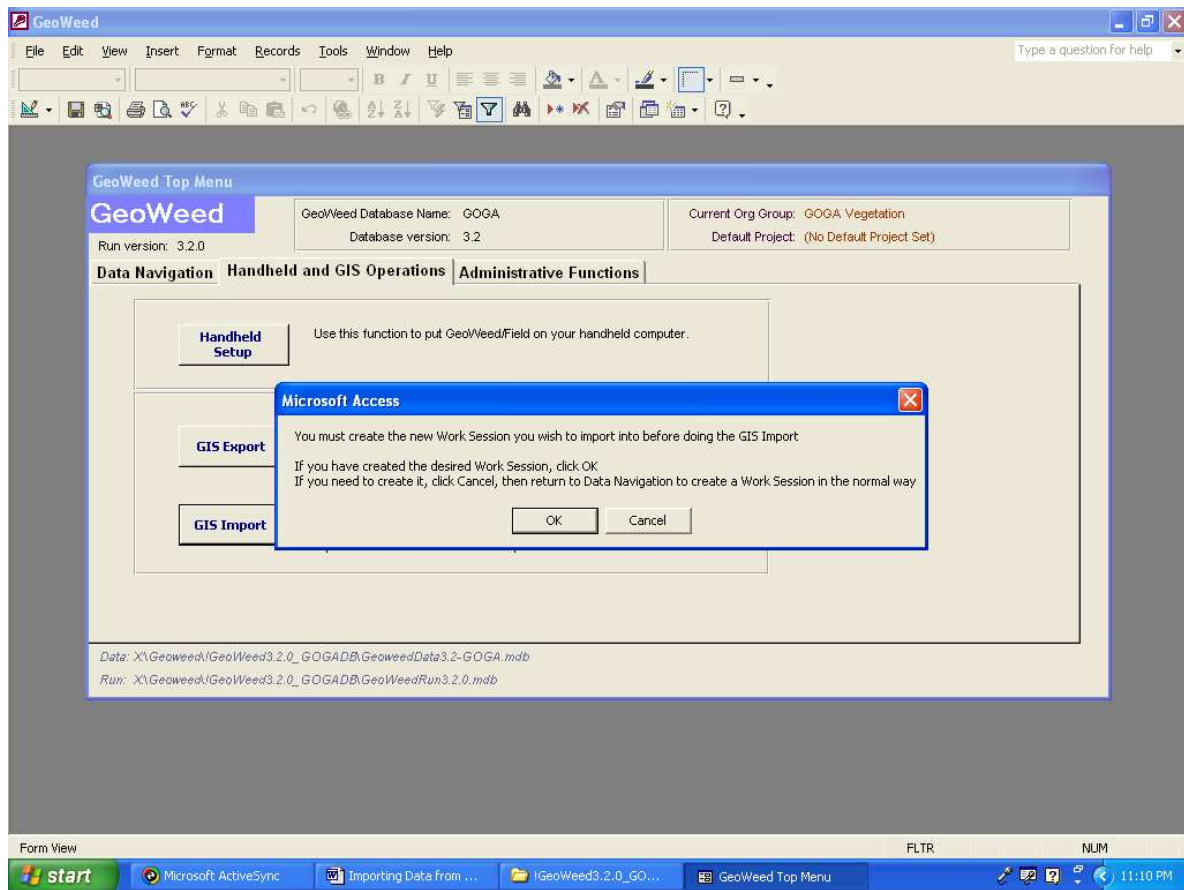 GeoWeed
File Edit View Insert Format Records Tools Window Help
Type a question for help
GeoWeed Top Menu
GeoWeed
Run version: 3.2.0
GeoWeed Database Name: GOGA
Database version: 3.2
Current Org Group: GOGA Vegetation
Default Project: (No Default Project Set)
Data Navigation Handheld and GIS Operations Administrative Functions
Handheld
Setup
Use this function to put GeoWeed/Field on your handheld computer.
Microsoft Access
You must create the new Work Session you wish to import into before doing the GIS Import
If you have created the desired Work Session, click OK
If you need to create it, click Cancel, then return to Data Navigation to create a Work Session in the normal way
OK Cancel
GIS Export
GIS Import
Data: X:\Geoweed\!GeoWeed3.2.0_GOGADB\GeoweedData3.2-GOGA.mdb
Run: X:\Geoweed\!GeoWeed3.2.0_GOGADB\GeoWeedRun3.2.0.mdb
Form View
FLTR NUM
start
Microsoft ActiveSync
Importing Data from ...
!GeoWeed3.2.0_GO...
GeoWeed Top Menu
11:10 PM